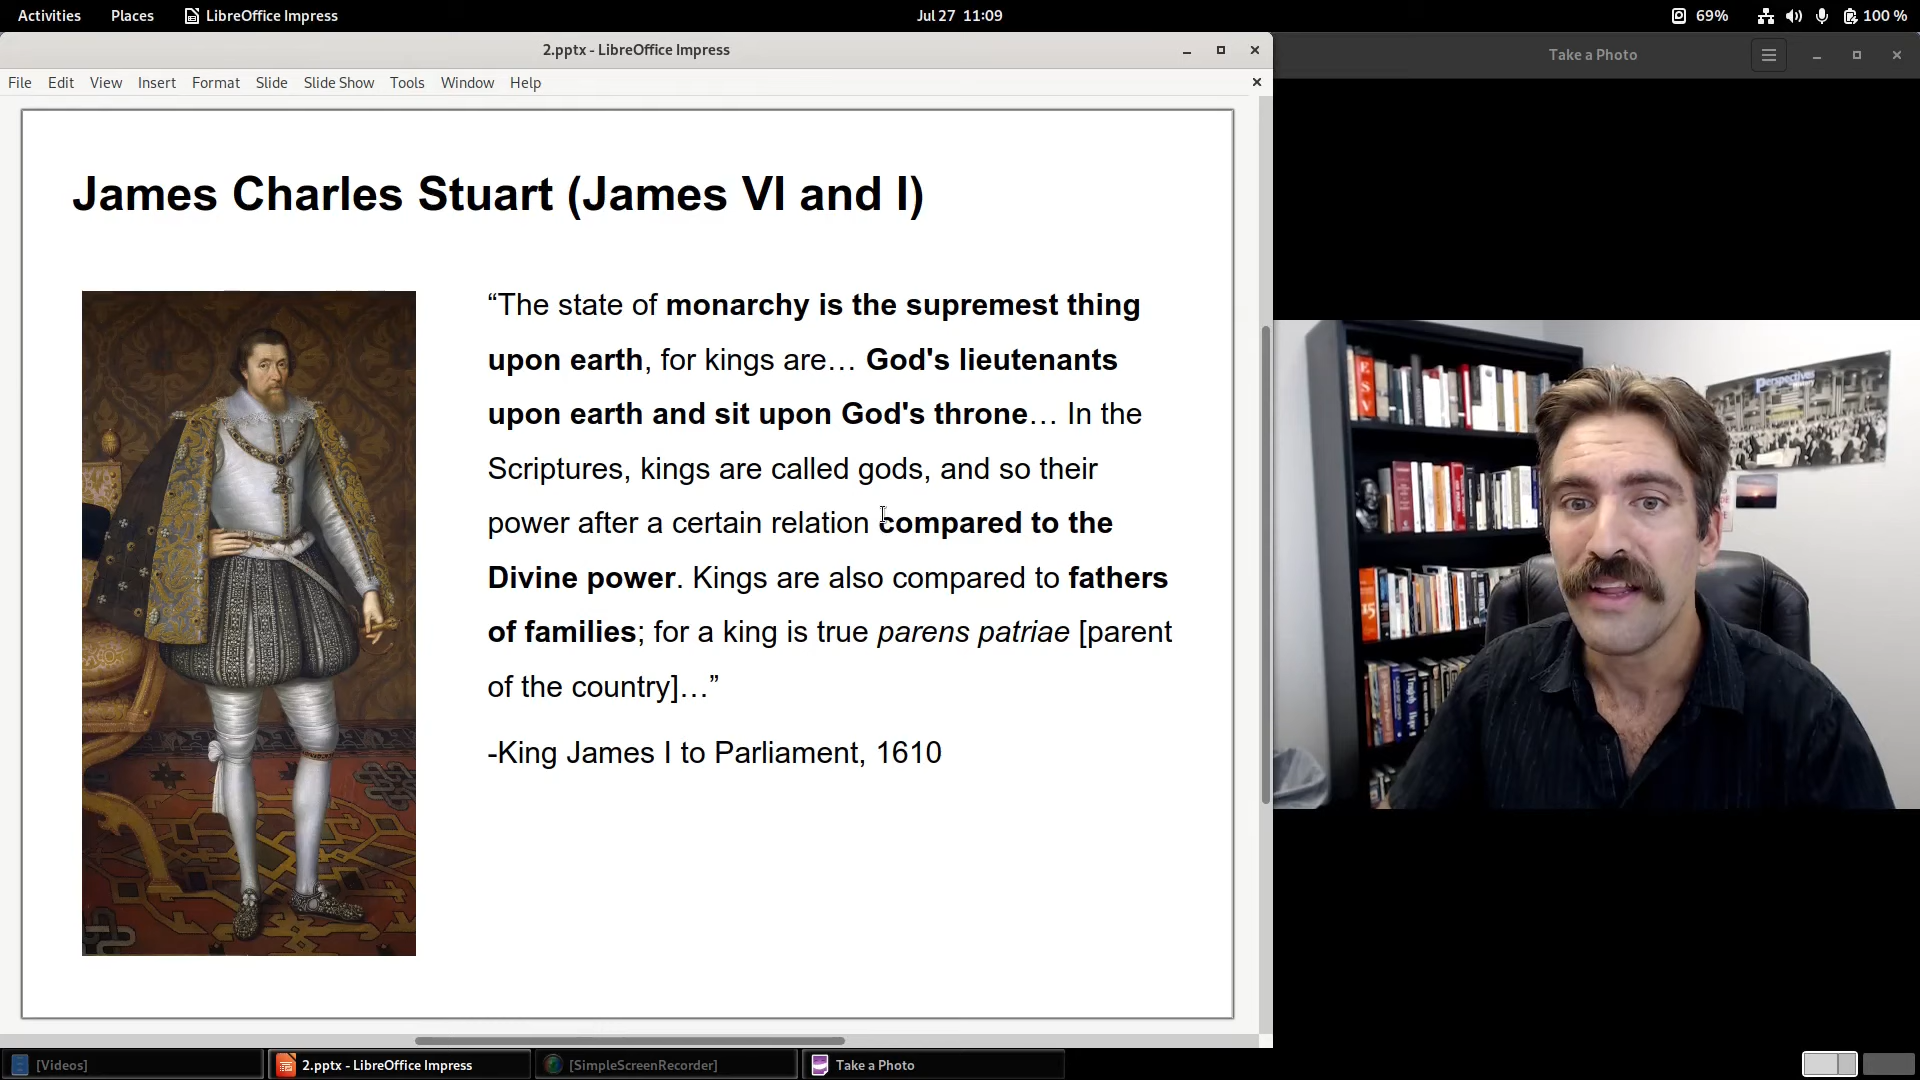 Activities Places LibreOffice Impress Jul 27 11:09 69% 100 %
2.pptx - LibreOffice Impress
Take a Photo
File Edit View Insert Format Slide Slide Show Tools Window Help
James Charles Stuart (James VI and I)
“The state of monarchy is the supremest thing
upon earth, for kings are… God's lieutenants
upon earth and sit upon God's throne… In the
Scriptures, kings are called gods, and so their
power after a certain relation compared to the
Divine power. Kings are also compared to fathers
of families; for a king is true parens patriae [parent
of the country]…”
-King James I to Parliament, 1610
ESV
Perspectives
[Videos] 2.pptx - LibreOffice Impress [SimpleScreenRecorder] Take a Photo